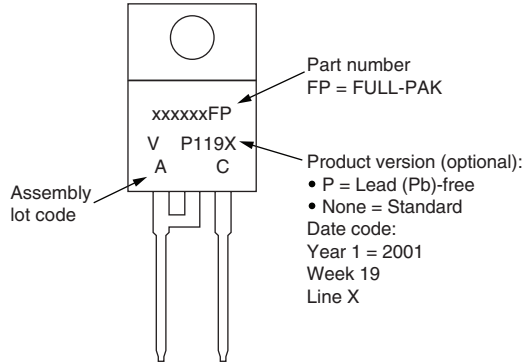 Part number
FP = FULL-PAK
xxxxxxFP
V P119X
A C
Assembly
lot code
Product version (optional):
• P = Lead (Pb)-free
• None = Standard
Date code:
Year 1 = 2001
Week 19
Line X